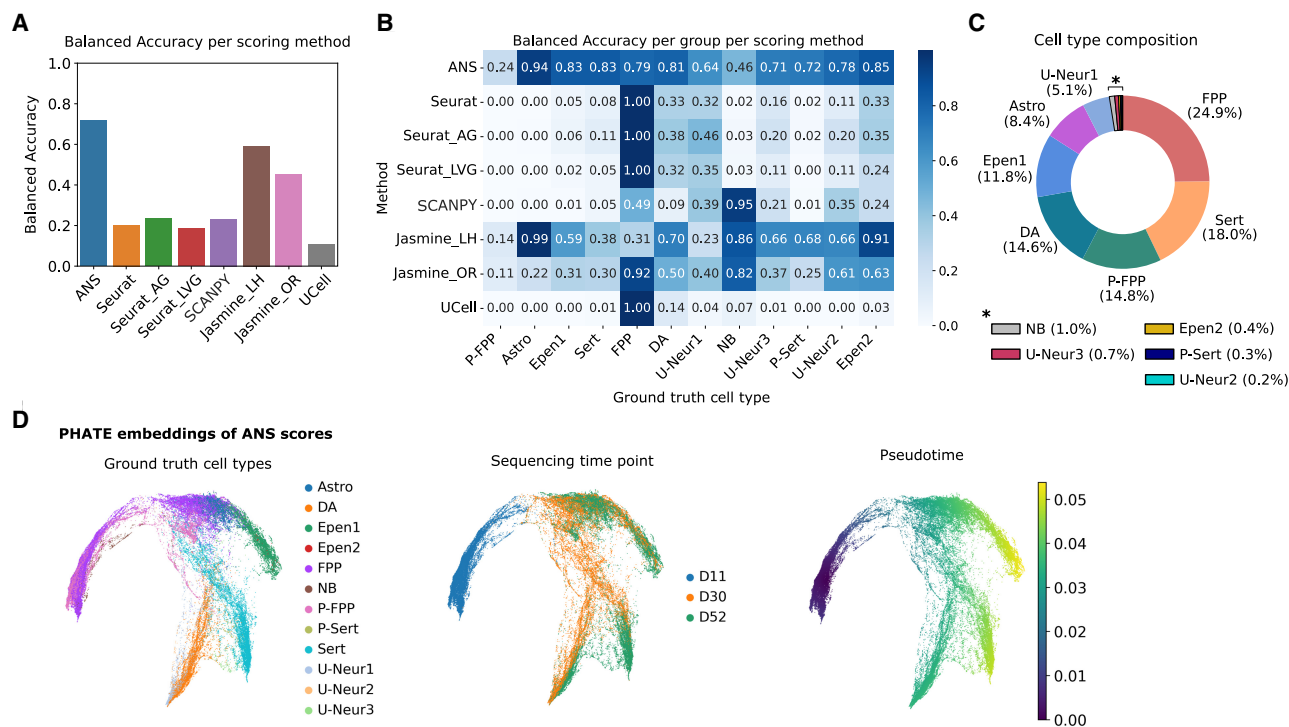 A
Balanced Accuracy per scoring method
Balanced Accuracy
1.0
0.8
0.6
0.4
0.2
0.0
ANS
Seurat
Seurat_AG
Seurat_LVG
SCANPY
Jasmine_LH
Jasmine_OR
UCell
B
Balanced Accuracy per group per scoring method
Method
ANS 0.24 0.94 0.83 0.83 0.79 0.81 0.64 0.46 0.71 0.72 0.78 0.85
Seurat 0.00 0.00 0.05 0.08 1.00 0.33 0.32 0.02 0.16 0.02 0.11 0.33
Seurat_AG 0.00 0.00 0.06 0.11 1.00 0.38 0.46 0.03 0.20 0.02 0.20 0.35
Seurat_LVG 0.00 0.00 0.02 0.05 1.00 0.32 0.35 0.03 0.11 0.00 0.11 0.24
SCANPY 0.00 0.00 0.01 0.05 0.49 0.09 0.39 0.95 0.21 0.01 0.35 0.24
Jasmine_LH 0.14 0.99 0.59 0.38 0.31 0.70 0.23 0.86 0.66 0.68 0.66 0.91
Jasmine_OR 0.11 0.22 0.31 0.30 0.92 0.50 0.40 0.82 0.37 0.25 0.61 0.63
UCell 0.00 0.00 0.00 0.01 1.00 0.14 0.04 0.07 0.01 0.00 0.00 0.03
P-FPP
Astro
Epen1
Sert
FPP
DA
U-Neur1
NB
U-Neur3
P-Sert
U-Neur2
Epen2
Ground truth cell type
0.8
0.6
0.4
0.2
0.0
C
Cell type composition
*
U-Neur1
(5.1%)
FPP
(24.9%)
Astro
(8.4%)
Epen1
(11.8%)
Sert
(18.0%)
DA
(14.6%)
P-FPP
(14.8%)
*
NB (1.0%)
Epen2 (0.4%)
U-Neur3 (0.7%)
P-Sert (0.3%)
U-Neur2 (0.2%)
D
PHATE embeddings of ANS scores
Ground truth cell types
Astro
DA
Epen1
Epen2
FPP
NB
P-FPP
P-Sert
Sert
U-Neur1
U-Neur2
U-Neur3
Sequencing time point
D11
D30
D52
Pseudotime
0.05
0.04
0.03
0.02
0.01
0.00